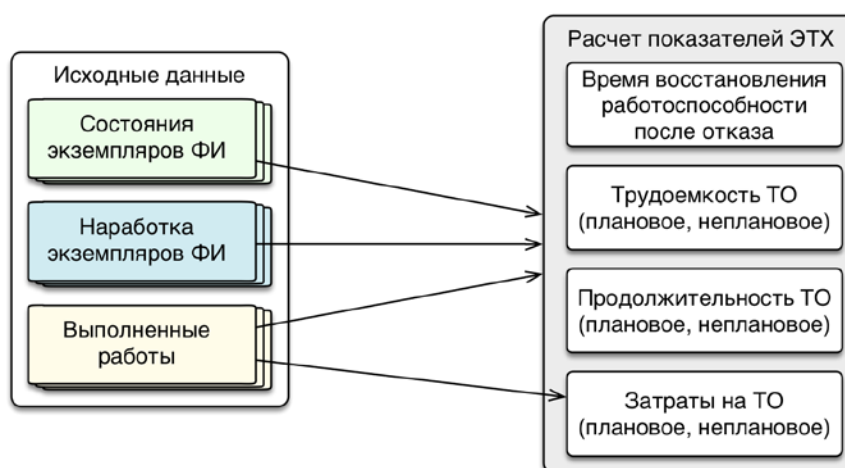 Исходные данные
Состояния
экземпляров ФИ
Наработка
экземпляров ФИ
Выполненные
работы
Расчет показателей ЭТХ
Время восстановления
работоспособности
после отказа
Трудоемкость ТО
(плановое, неплановое)
Продолжительность ТО
(плановое, неплановое)
Затраты на ТО
(плановое, неплановое)